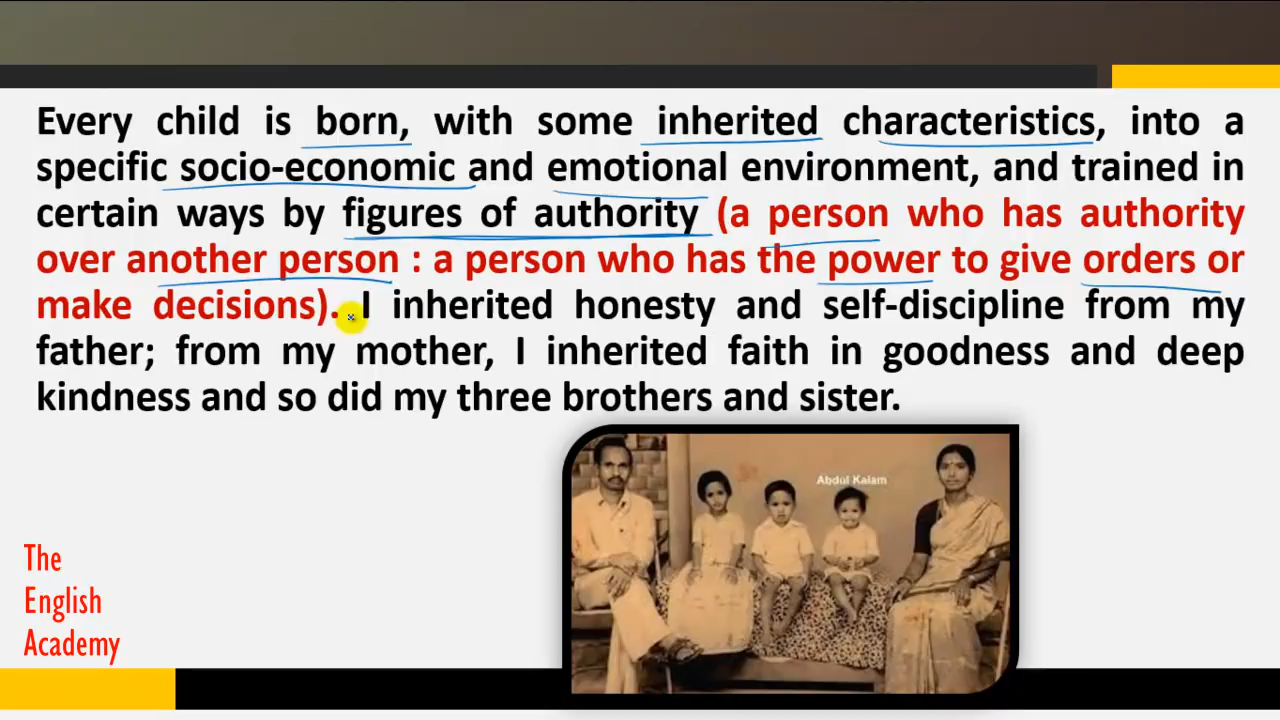 Every child is born, with some inherited characteristics, into a
specific socio-economic and emotional environment, and trained in
certain ways by figures of authority (a person who has authority
over another person : a person who has the power to give orders or
make decisions). I inherited honesty and self-discipline from my
father; from my mother, I inherited faith in goodness and deep
kindness and so did my three brothers and sister.
Abdul Kalam
The
English
Academy